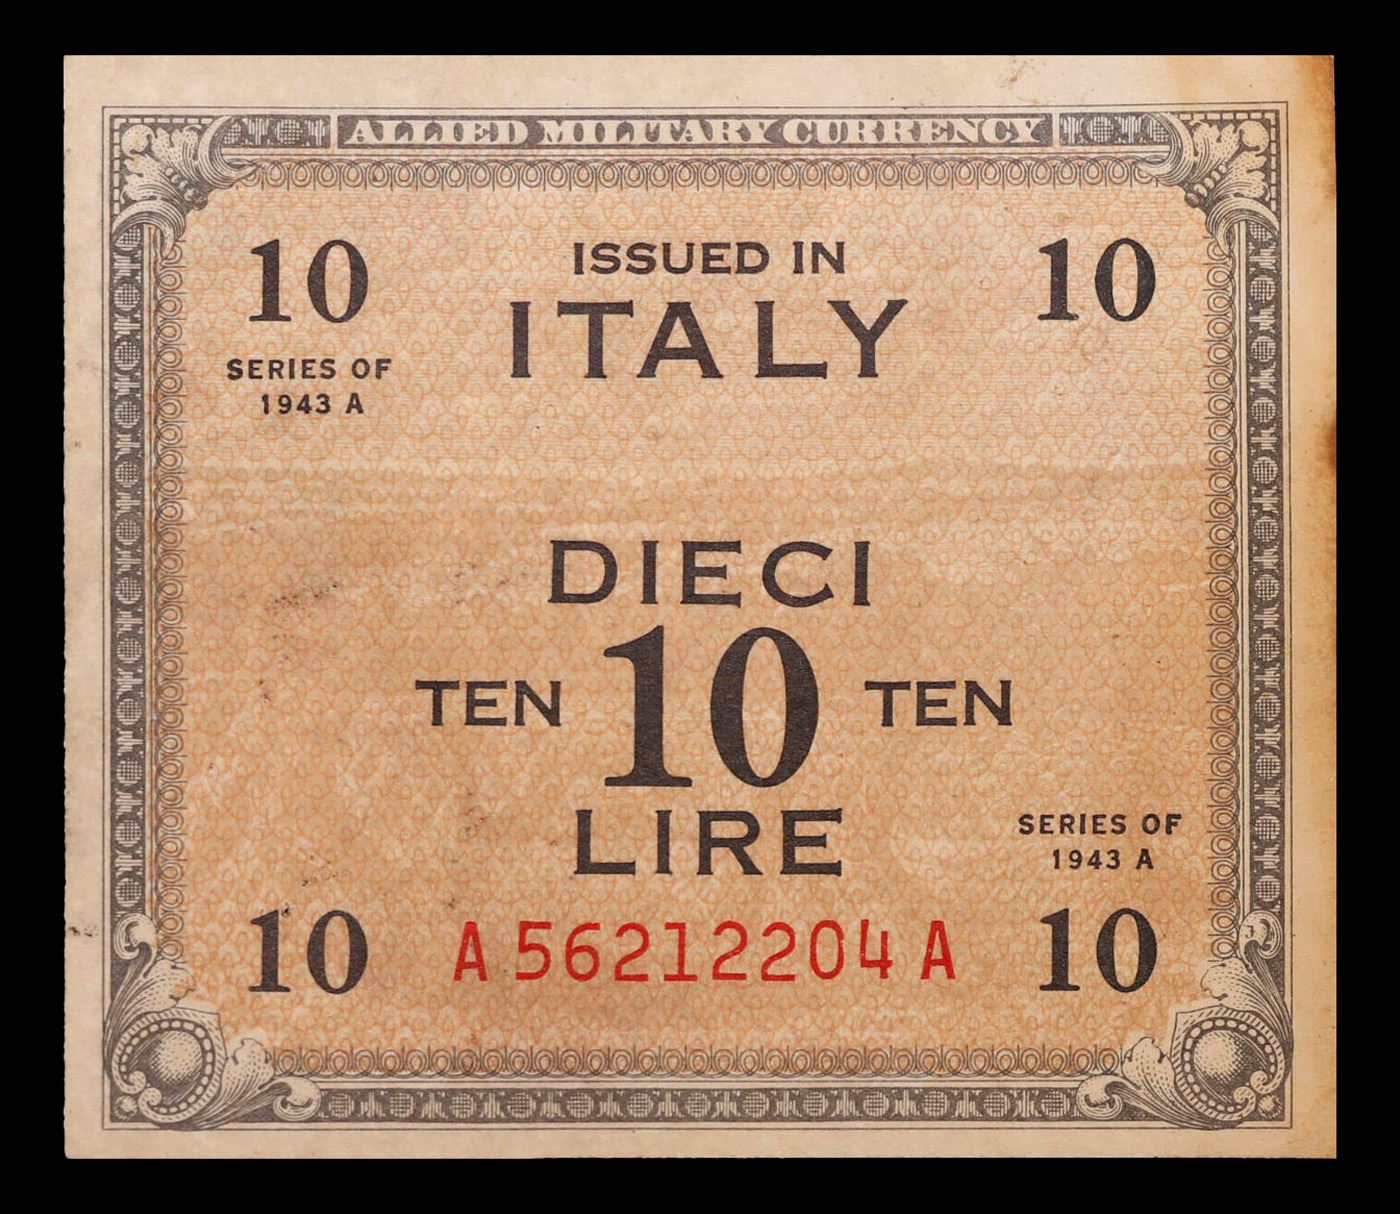 ALLIED MILITARY CURRENCY
10 ISSUED IN 10
ITALY
SERIES OF
1943 A
DIECI
TEN 10 TEN
LIRE
SERIES OF
1943 A
10 A56212204A 10